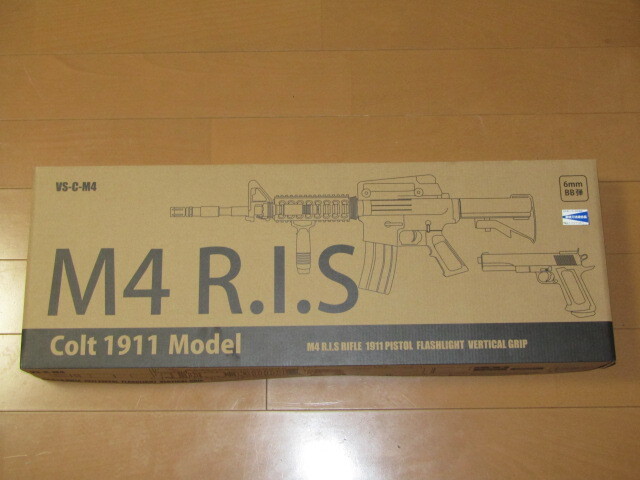 VS-C-M4
6mm
BB弾
M4 R.I.S
Colt 1911 Model
M4 R.I.S RIFLE 1911 PISTOL FLASHLIGHT VERTICAL GRIP